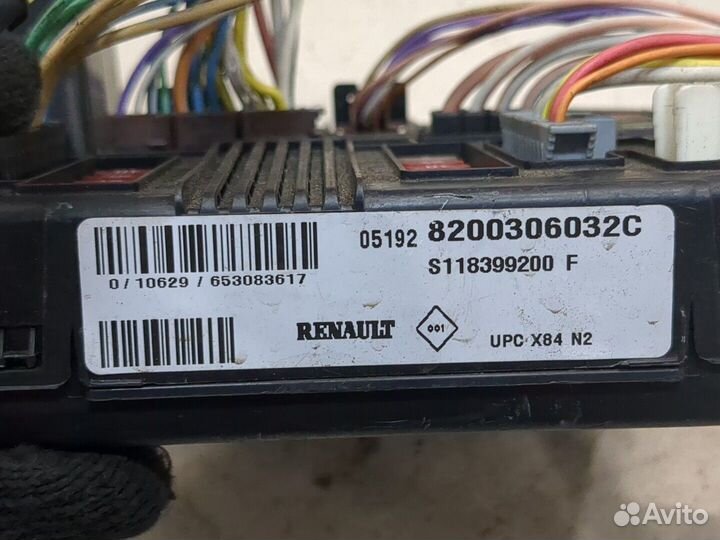 05192 8200306032C
S118399200 F
0/10629/653083617
RENAULT
001
UPC X84 N2
Avito